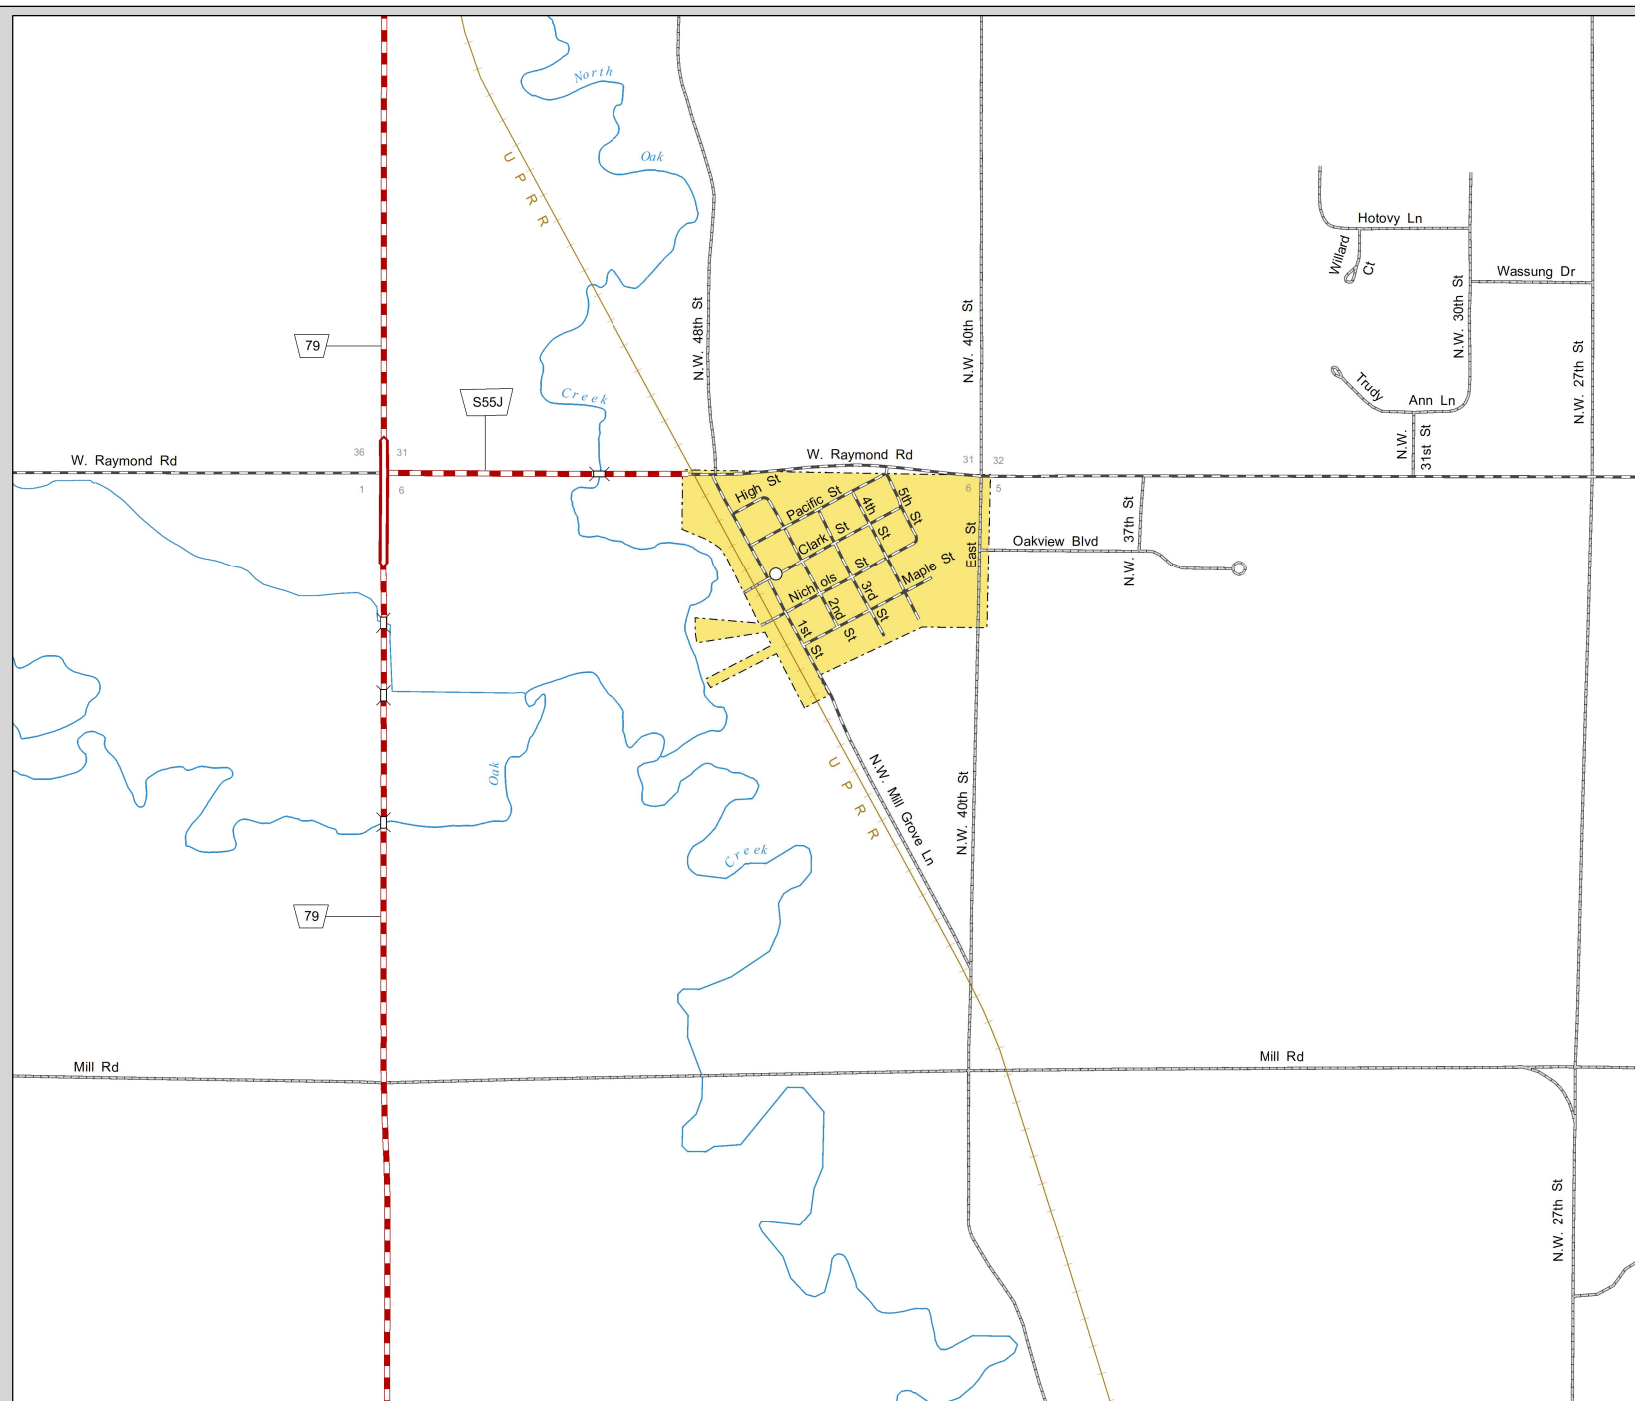 North
Oak
U P R R
Hotovy Ln
Willard
Ct
Wassung Dr
N.W. 48th St
N.W. 40th St
N.W. 30th St
N.W. 27th St
79
S55J
Creek
Trudy
Ann Ln
N.W.
31st St
W. Raymond Rd
36
31
1
6
W. Raymond Rd
31
32
6
5
High St
Pacific St
4th St
5th St
Clark St
Nichols St
Maple St
1st St
2nd St
3rd St
East St
Oakview Blvd
N.W. 37th St
Oak
Creek
U P R R
N.W. Mill Grove Ln
N.W. 40th St
79
Mill Rd
Mill Rd
N.W. 27th St